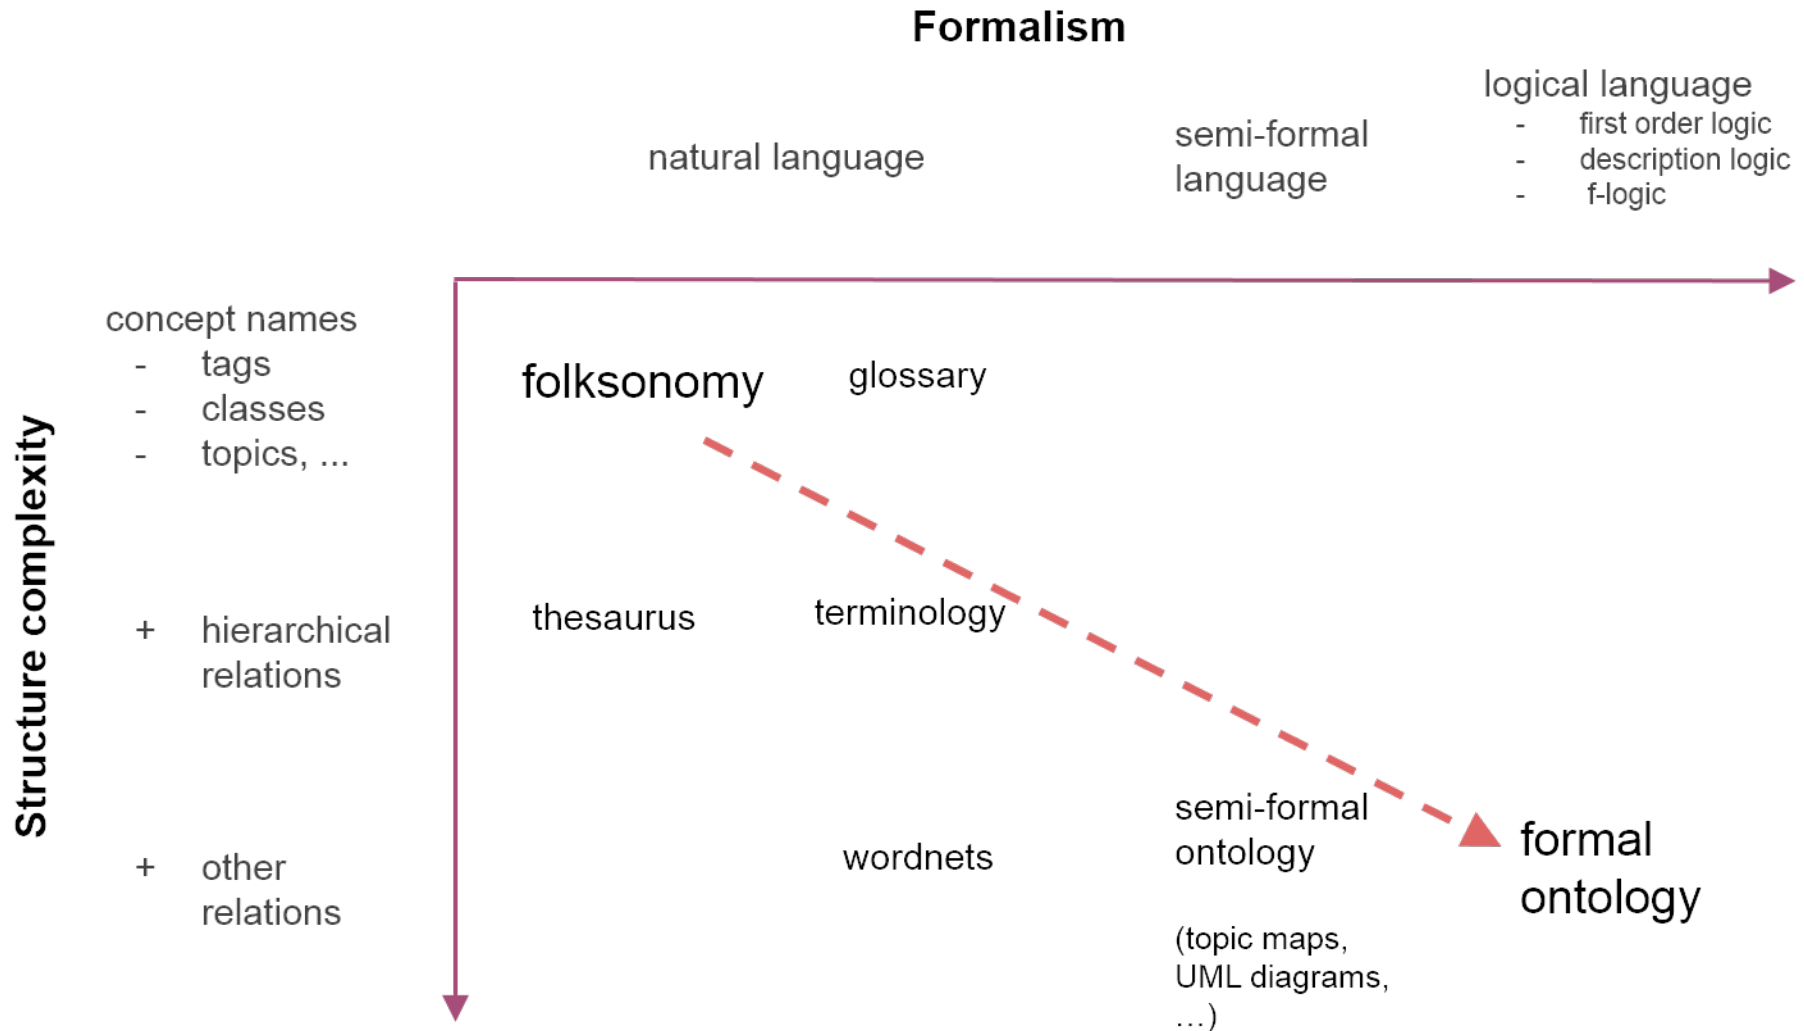 Formalism
natural language
semi-formal
language
logical language
- first order logic
- description logic
- f-logic
Structure complexity
concept names
- tags
- classes
- topics, ...
folksonomy
glossary
+ hierarchical
relations
thesaurus
terminology
+ other
relations
wordnets
semi-formal
ontology
(topic maps,
UML diagrams,
...)
formal
ontology